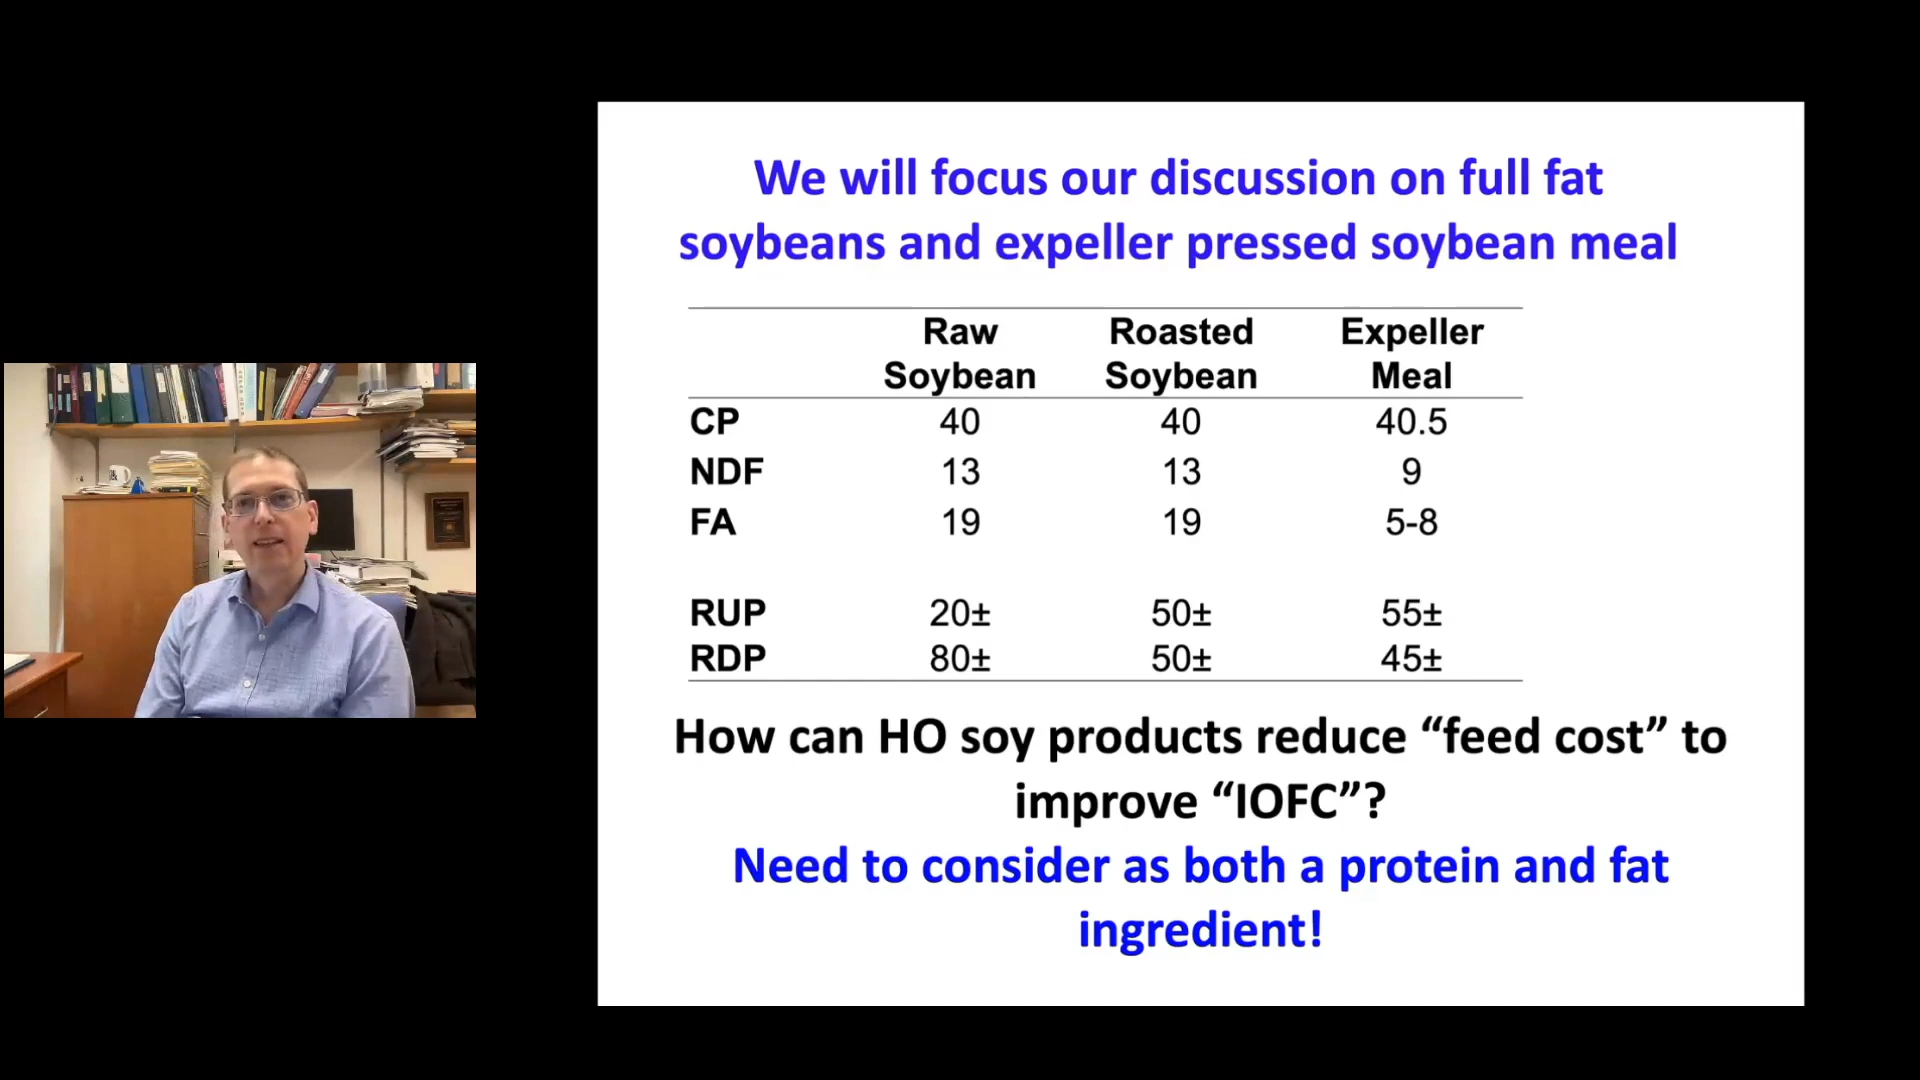 We will focus our discussion on full fat
soybeans and expeller pressed soybean meal
Raw Soybean Roasted Soybean Expeller Meal
CP 40 40 40.5
NDF 13 13 9
FA 19 19 5-8
RUP 20± 50± 55±
RDP 80± 50± 45±
How can HO soy products reduce “feed cost” to
improve “IOFC”?
Need to consider as both a protein and fat
ingredient!